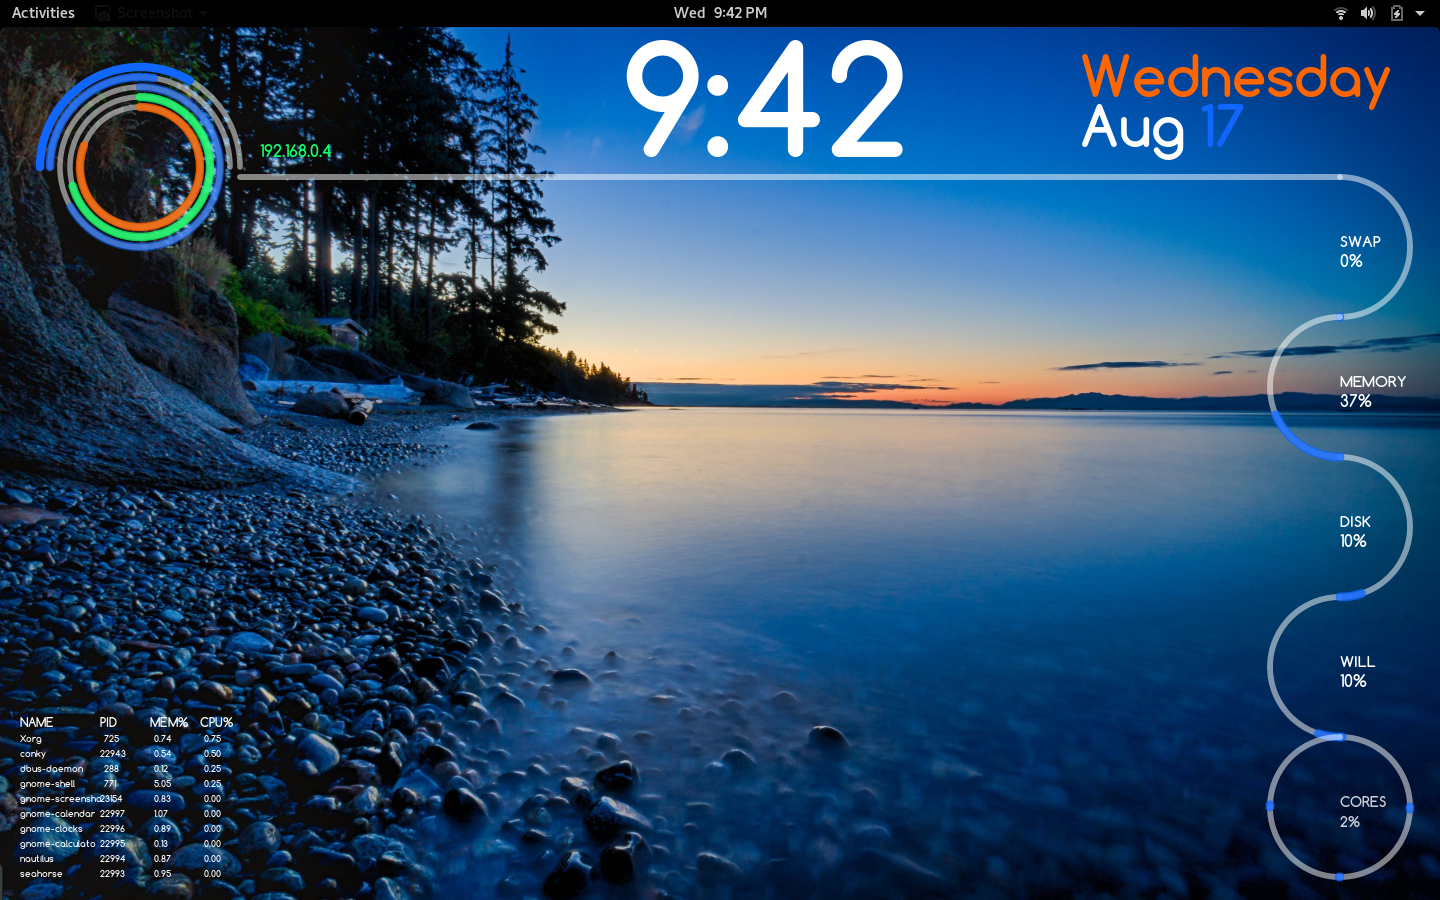 Activities Screenshot Wed 9:42 PM
9:42
Wednesday
Aug 17
192.168.0.4
SWAP
0%
MEMORY
37%
DISK
10%
WILL
10%
CORES
2%
NAME PID MEM% CPU%
Xorg 725 0.74 0.75
conky 22943 0.54 0.50
dbus-daemon 288 0.12 0.25
gnome-shell 771 5.05 0.25
gnome-screensho23154 0.83 0.00
gnome-calendar 22997 1.07 0.00
gnome-clocks 22996 0.89 0.00
gnome-calculato 22995 0.13 0.00
nautilus 22994 0.87 0.00
seahorse 22993 0.95 0.00